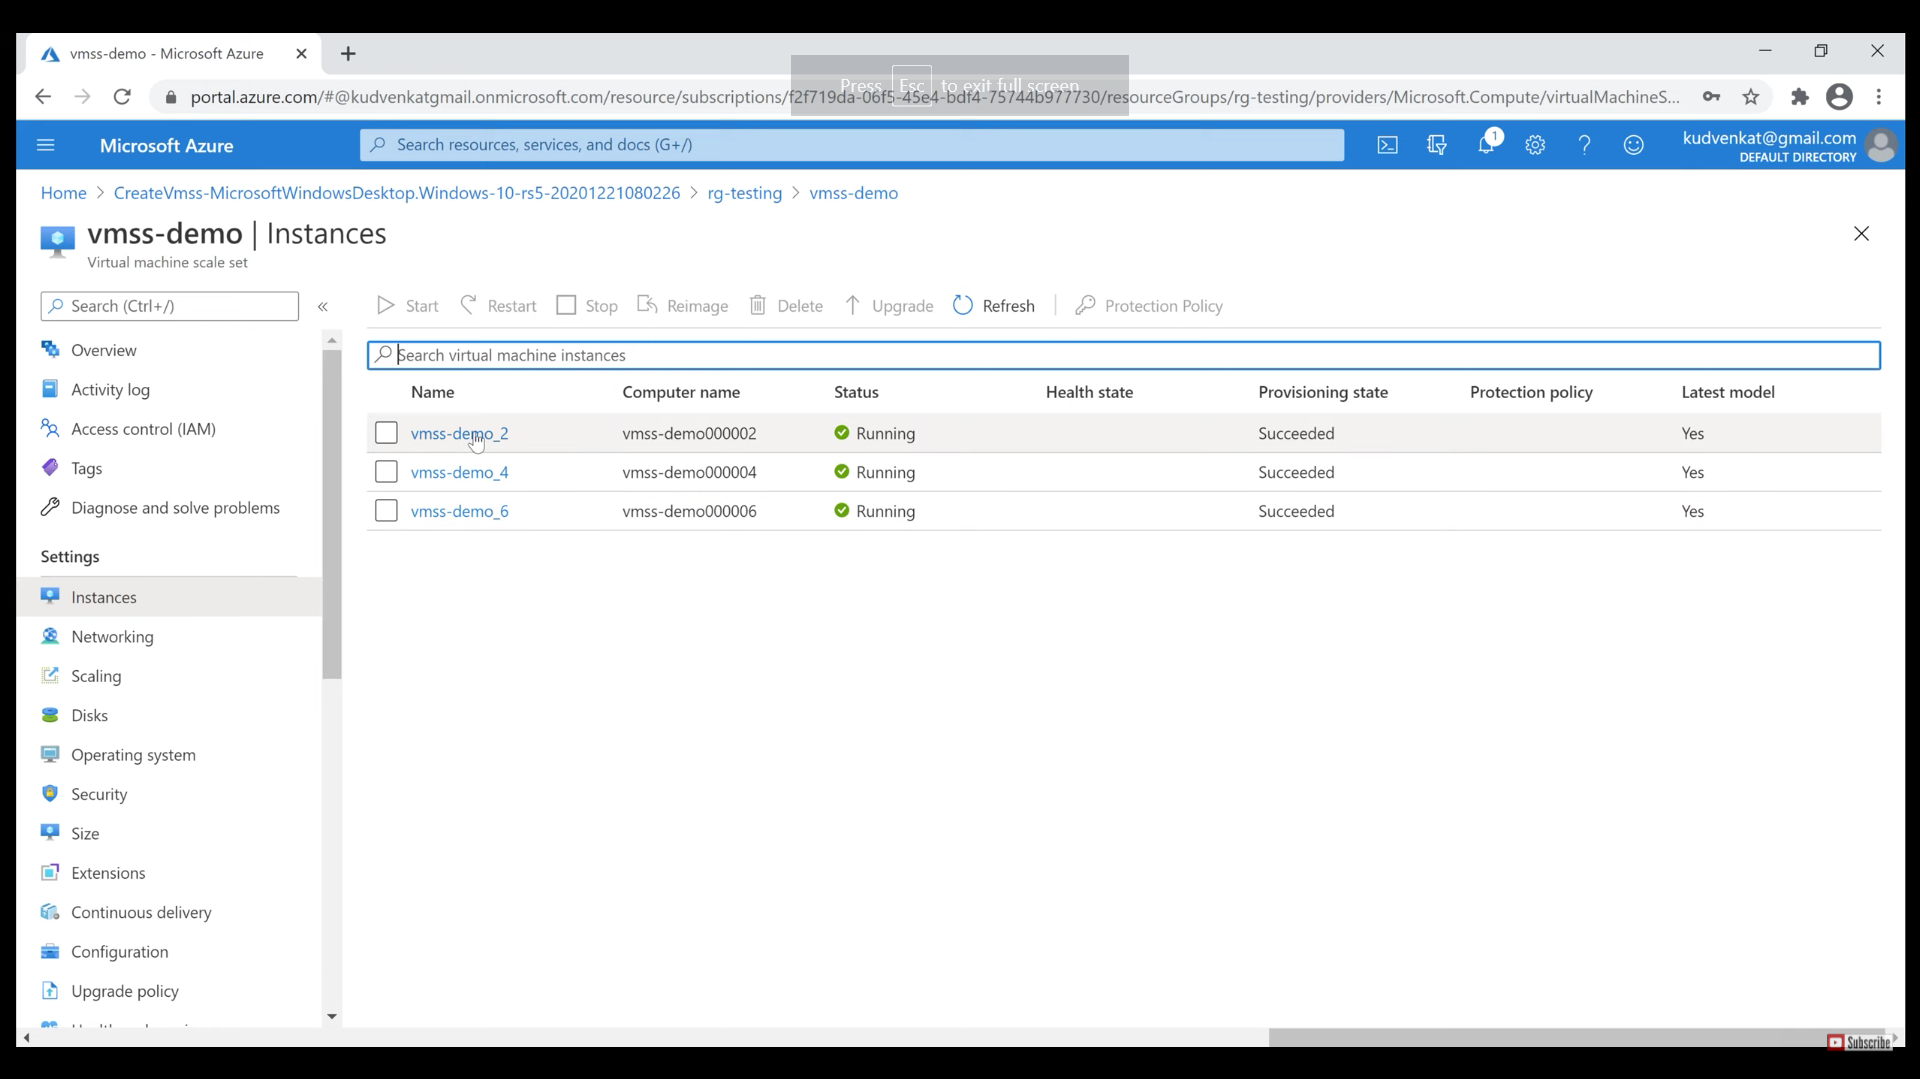 vmss-demo - Microsoft Azure
Press Esc to exit full screen
portal.azure.com/#@kudvenkatgmail.onmicrosoft.com/resource/subscriptions/f2f719da-06f5-45e4-bdf4-75744b977730/resourceGroups/rg-testing/providers/Microsoft.Compute/virtualMachineS...
Microsoft Azure
Search resources, services, and docs (G+/)
1
kudvenkat@gmail.com
DEFAULT DIRECTORY
Home > CreateVmss-MicrosoftWindowsDesktop.Windows-10-rs5-20201221080226 > rg-testing > vmss-demo
vmss-demo | Instances
Virtual machine scale set
Search (Ctrl+/)
«
Overview
Activity log
Access control (IAM)
Tags
Diagnose and solve problems
Settings
Instances
Networking
Scaling
Disks
Operating system
Security
Size
Extensions
Continuous delivery
Configuration
Upgrade policy
Start Restart Stop Reimage Delete Upgrade Refresh Protection Policy
Search virtual machine instances
Name Computer name Status Health state Provisioning state Protection policy Latest model
vmss-demo_2 vmss-demo000002 Running Succeeded Yes
vmss-demo_4 vmss-demo000004 Running Succeeded Yes
vmss-demo_6 vmss-demo000006 Running Succeeded Yes
Subscribe